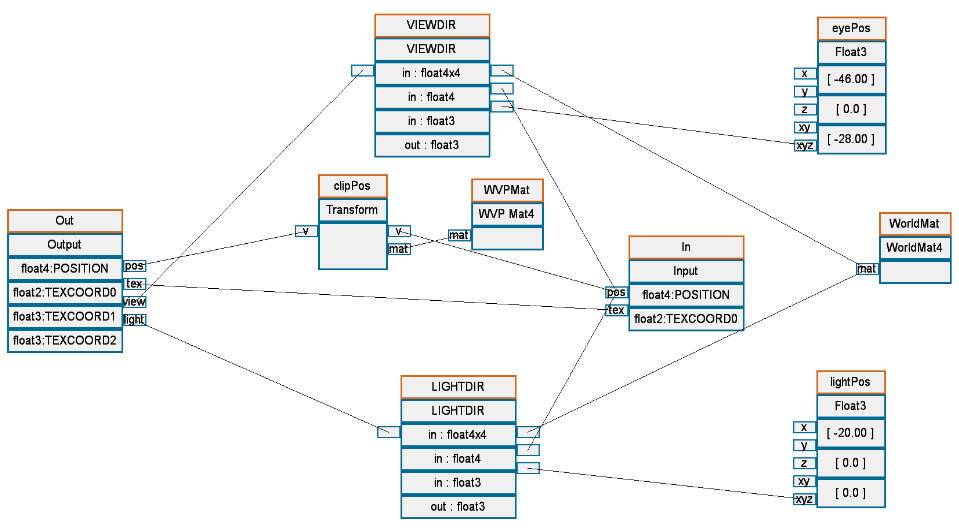 VIEWDIR
VIEWDIR
in : float4x4
in : float4
in : float3
out : float3
eyePos
Float3
x
[ -46.00 ]
y
z
[ 0.0 ]
xy
[ -28.00 ]
xyz
clipPos
Transform
v
v
mat
WVPMat
WVP Mat4
mat
Out
Output
float4:POSITION
pos
float2:TEXCOORD0
tex
float3:TEXCOORD1
view
float3:TEXCOORD2
light
In
Input
pos
float4:POSITION
tex
float2:TEXCOORD0
WorldMat
WorldMat4
mat
LIGHTDIR
LIGHTDIR
in : float4x4
in : float4
in : float3
out : float3
lightPos
Float3
x
[ -20.00 ]
y
z
[ 0.0 ]
xy
[ 0.0 ]
xyz